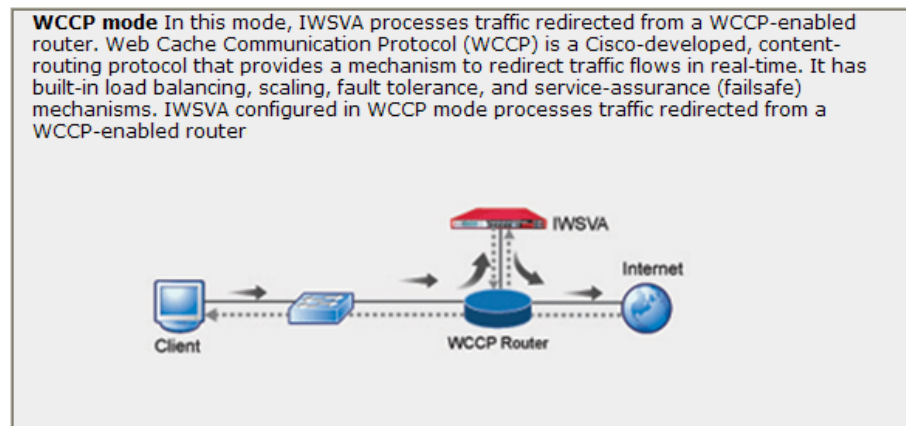 WCCP mode In this mode, IWSVA processes traffic redirected from a WCCP-enabled
router. Web Cache Communication Protocol (WCCP) is a Cisco-developed, content-
routing protocol that provides a mechanism to redirect traffic flows in real-time. It has
built-in load balancing, scaling, fault tolerance, and service-assurance (failsafe)
mechanisms. IWSVA configured in WCCP mode processes traffic redirected from a
WCCP-enabled router
IWSVA
Internet
Client
WCCP Router